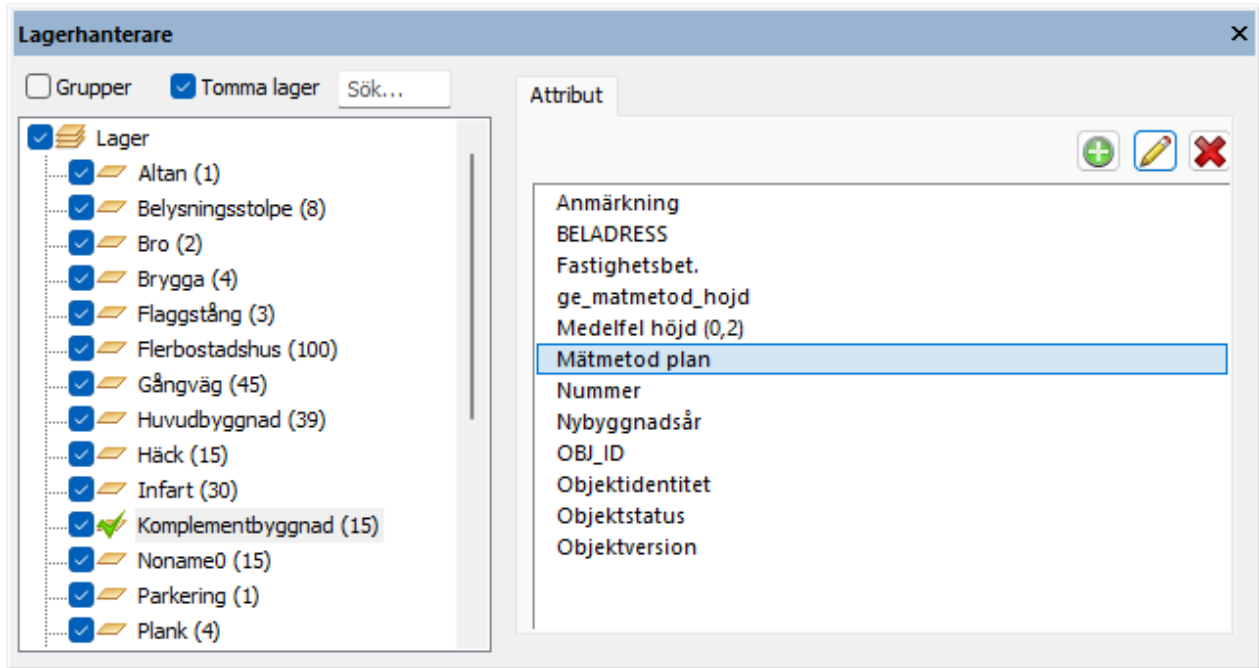 Lagerhanterare
Grupper
Tomma lager
Sök...
Lager
Altan (1)
Belysningsstolpe (8)
Bro (2)
Brygga (4)
Flaggstång (3)
Flerbostadshus (100)
Gångväg (45)
Huvudbyggnad (39)
Häck (15)
Infart (30)
Komplementbyggnad (15)
Noname0 (15)
Parkering (1)
Plank (4)
Attribut
Anmärkning
BELADRESS
Fastighetsbet.
ge_matmetod_hojd
Medelfel höjd (0,2)
Mätmetod plan
Nummer
Nybyggnadsår
OBJ_ID
Objektidentitet
Objektstatus
Objektversion